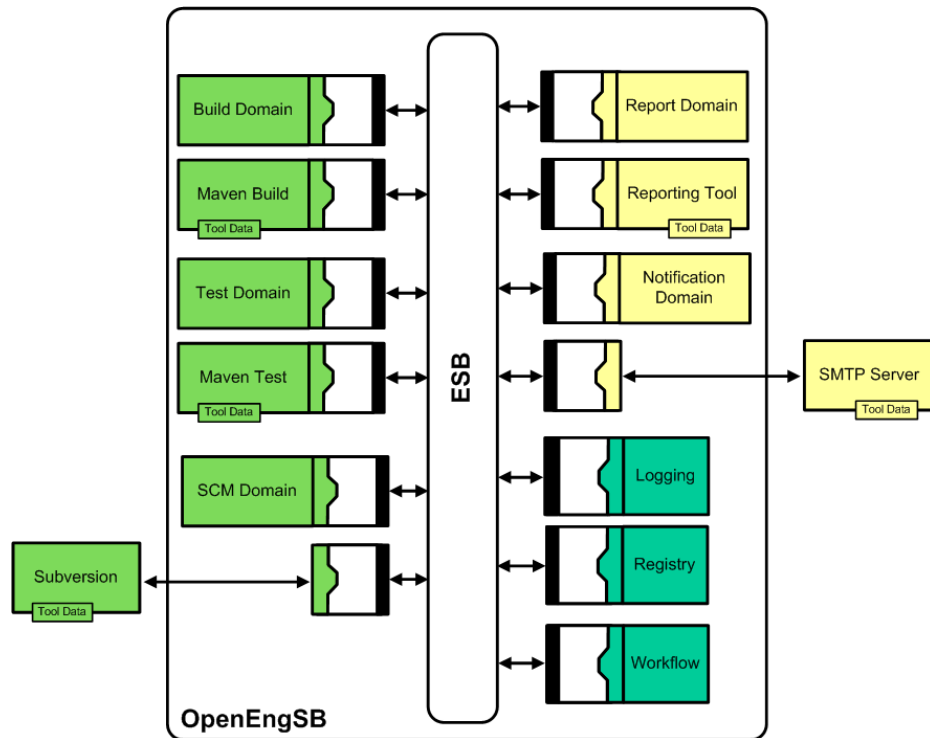 Build Domain
Maven Build
Tool Data
Test Domain
Maven Test
Tool Data
SCM Domain
Subversion
Tool Data
ESB
Report Domain
Reporting Tool
Tool Data
Notification
Domain
SMTP Server
Tool Data
Logging
Registry
Workflow
OpenEngSB